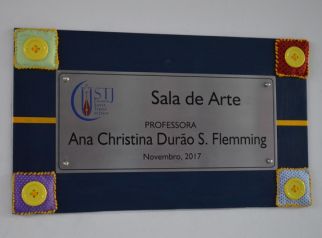 STJ
Sala de Arte
PROFESSORA
Ana Christina Durão S. Flemming
Novembro, 2017